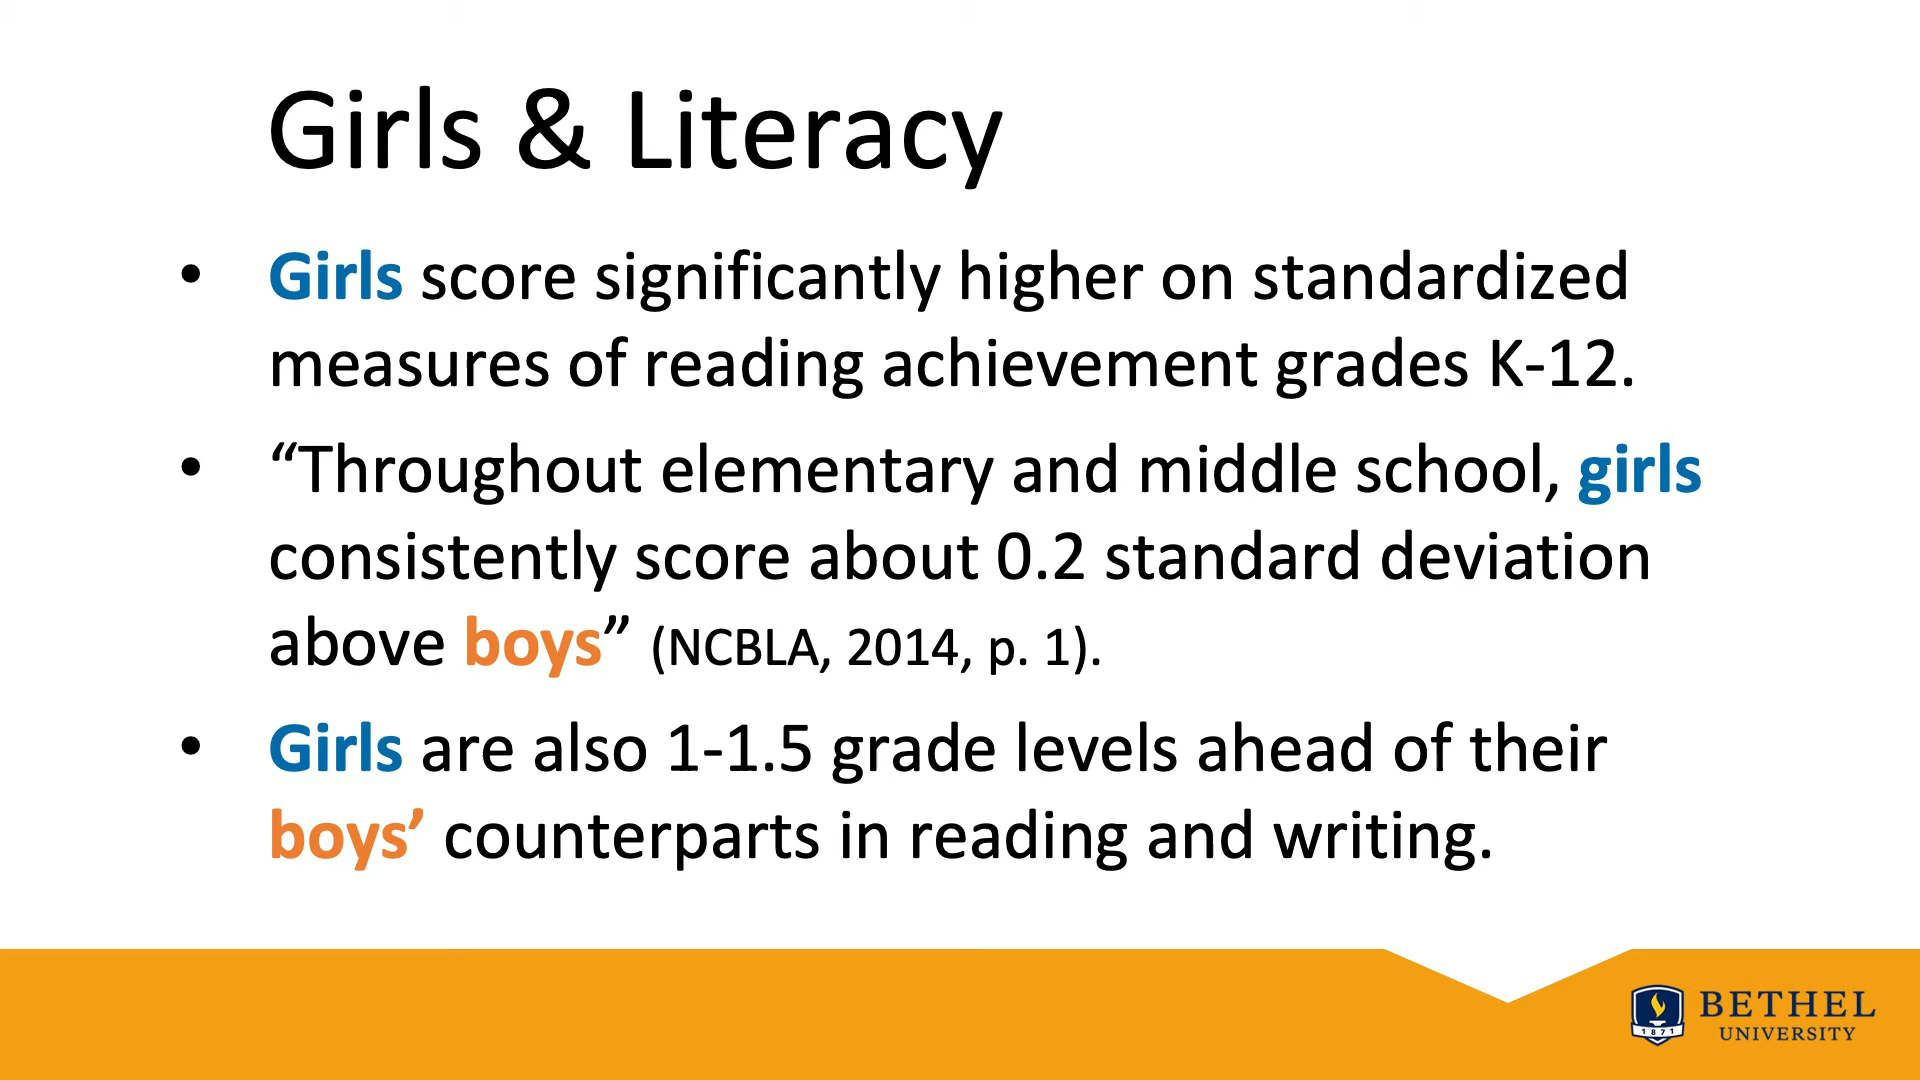 Girls & Literacy
• Girls score significantly higher on standardized
measures of reading achievement grades K-12.
• “Throughout elementary and middle school, girls
consistently score about 0.2 standard deviation
above boys” (NCBLA, 2014, p. 1).
• Girls are also 1-1.5 grade levels ahead of their
boys’ counterparts in reading and writing.
1871
BETHEL
UNIVERSITY